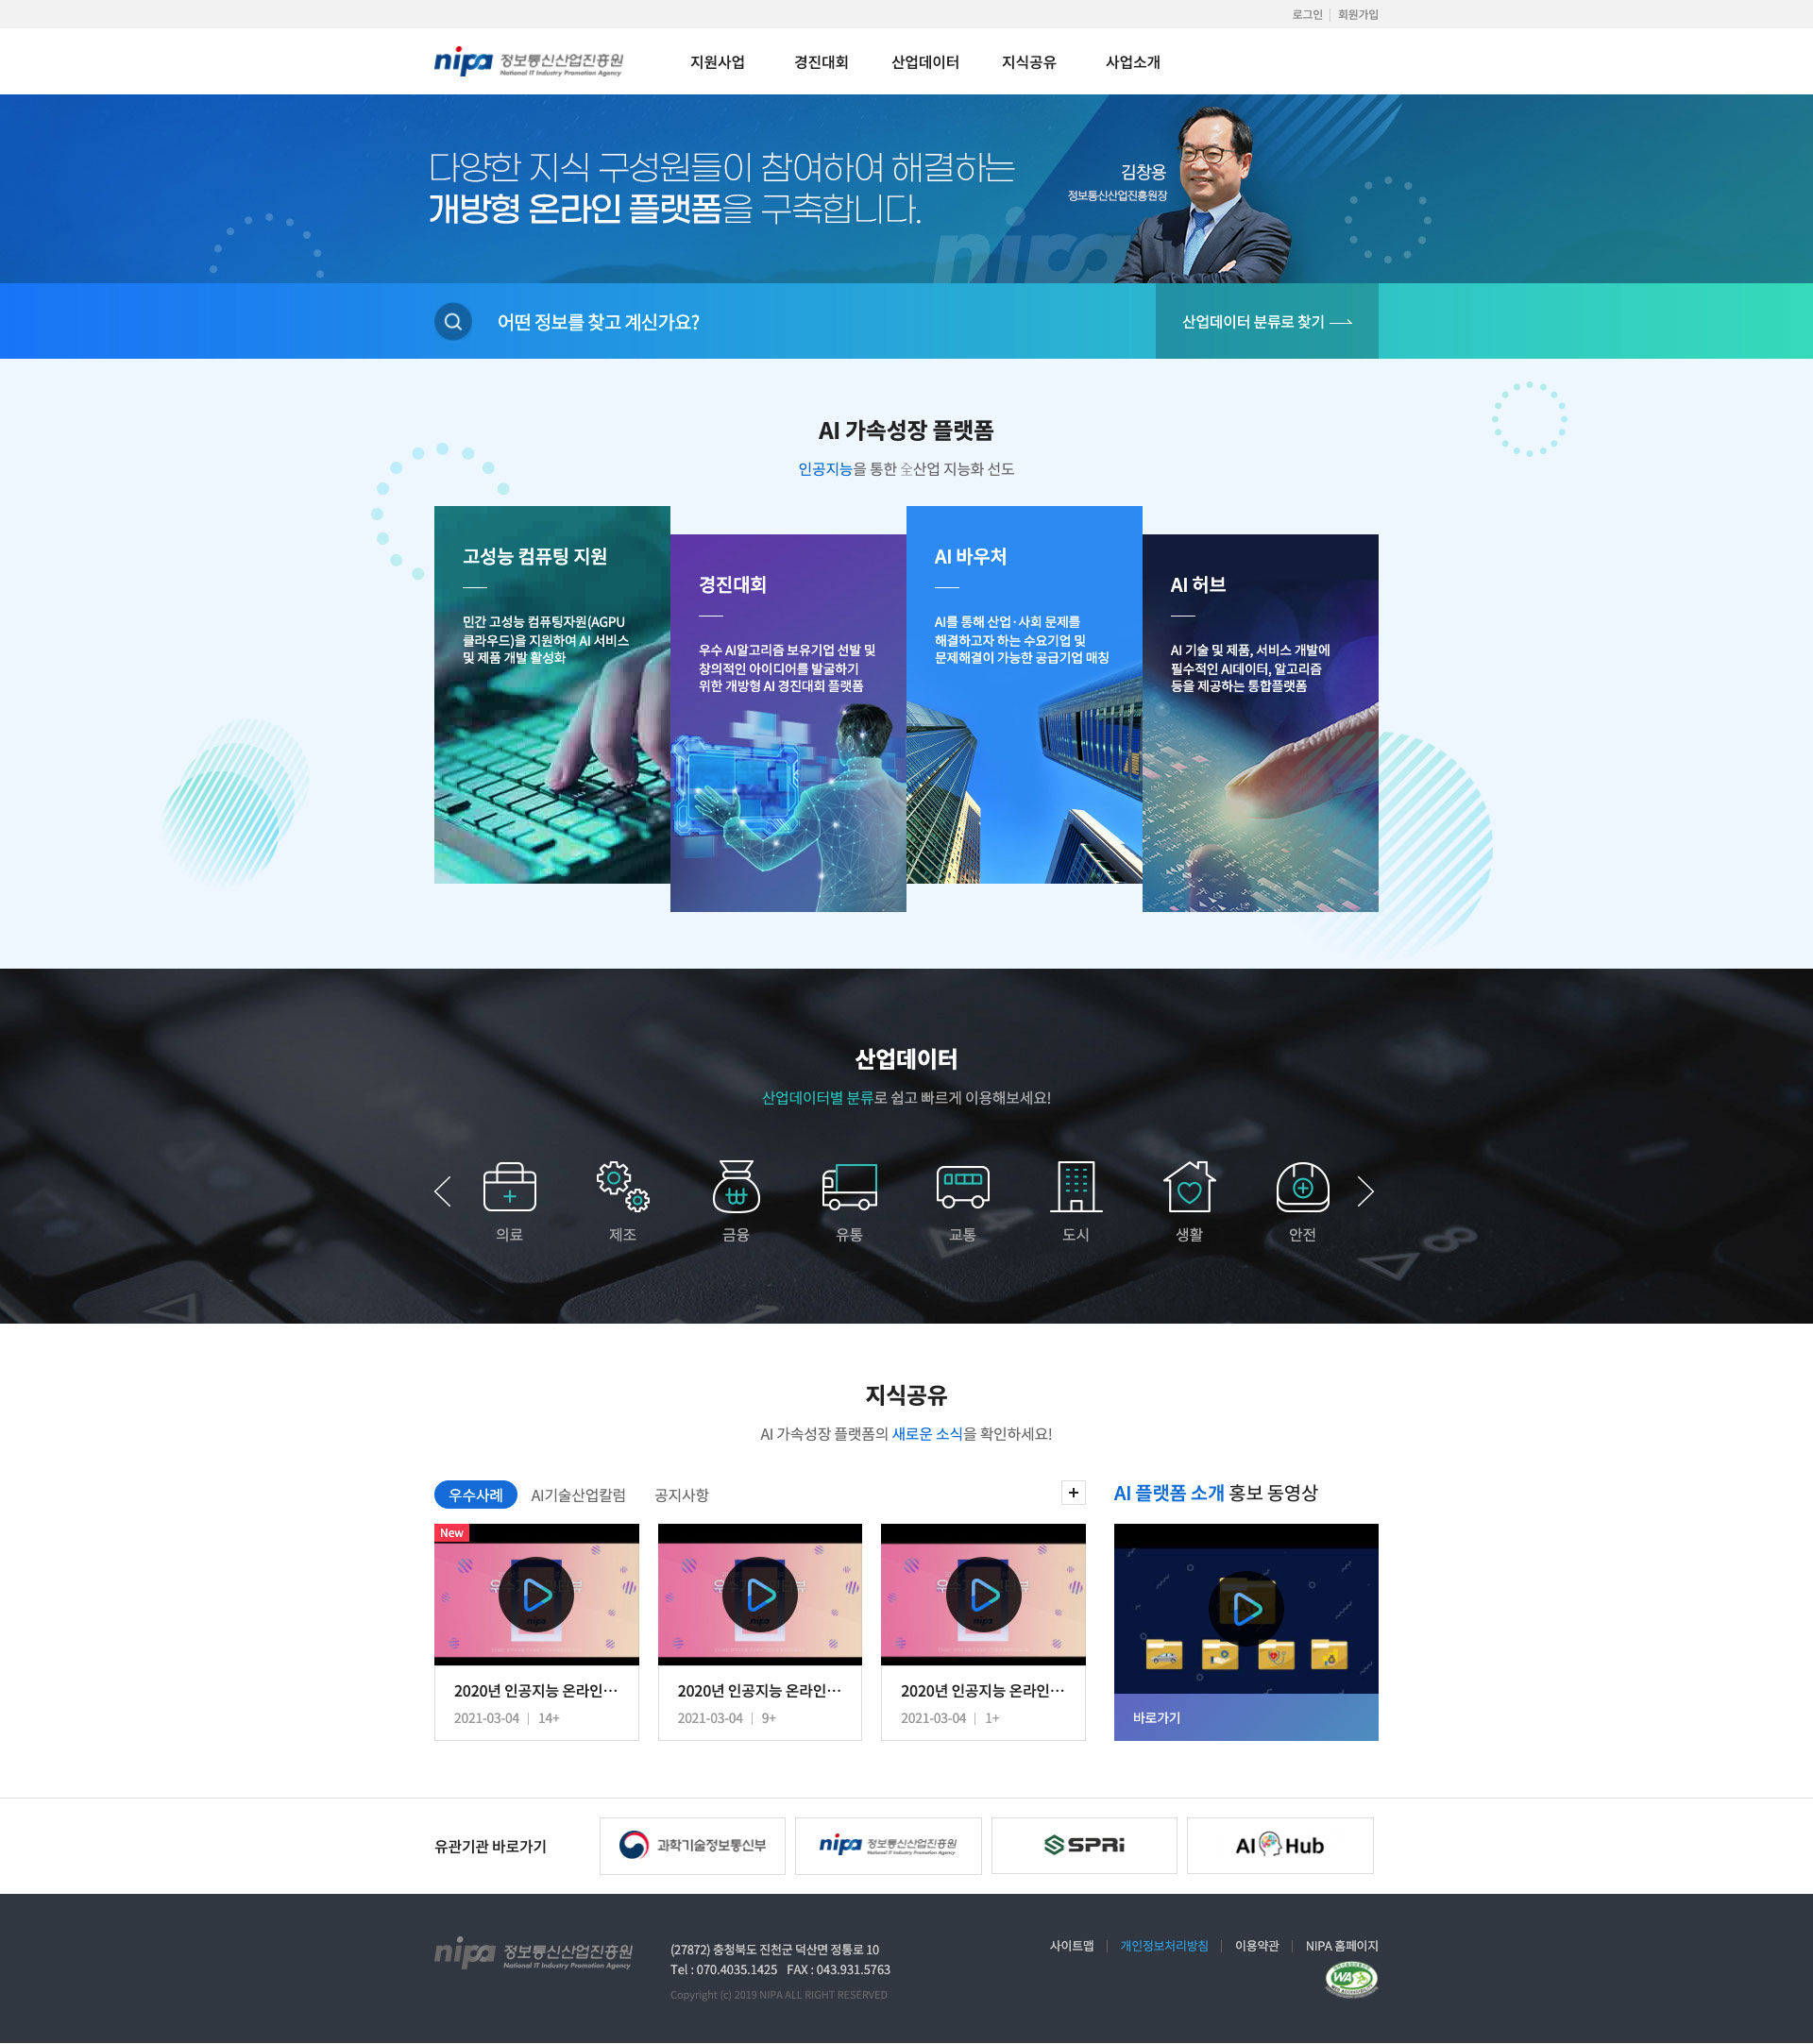 로그인 회원가입
nipa 정보통신산업진흥원
National IT Industry Promotion Agency
지원사업 경진대회 산업데이터 지식공유 사업소개
다양한 지식 구성원들이 참여하여 해결하는
개방형 온라인 플랫폼을 구축합니다.
김창용
정보통신산업진흥원장
nipa
어떤 정보를 찾고 계신가요?
산업데이터 분류로 찾기
AI 가속성장 플랫폼
인공지능을 통한 全산업 지능화 선도
고성능 컴퓨팅 지원
민간 고성능 컴퓨팅자원(AGPU
클라우드)을 지원하여 AI 서비스
및 제품 개발 활성화
경진대회
우수 AI알고리즘 보유기업 선발 및
창의적인 아이디어를 발굴하기
위한 개방형 AI 경진대회 플랫폼
AI 바우처
AI를 통해 산업·사회 문제를
해결하고자 하는 수요기업 및
문제해결이 가능한 공급기업 매칭
AI 허브
AI 기술 및 제품, 서비스 개발에
필수적인 AI데이터, 알고리즘
등을 제공하는 통합플랫폼
산업데이터
산업데이터별 분류로 쉽고 빠르게 이용해보세요!
의료 제조 금융 유통 교통 도시 생활 안전
지식공유
AI 가속성장 플랫폼의 새로운 소식을 확인하세요!
우수사례 AI기술산업칼럼 공지사항
AI 플랫폼 소개 홍보 동영상
New
2020년 인공지능 온라인…
2021-03-04 14+
2020년 인공지능 온라인…
2021-03-04 9+
2020년 인공지능 온라인…
2021-03-04 1+
바로가기
유관기관 바로가기
과학기술정보통신부
nipa 정보통신산업진흥원
National IT Industry Promotion Agency
SPRi
AI Hub
nipa 정보통신산업진흥원
National IT Industry Promotion Agency
(27872) 충청북도 진천군 덕산면 정통로 10
Tel : 070.4035.1425 FAX : 043.931.5763
Copyright (c) 2019 NIPA ALL RIGHT RESERVED
사이트맵 개인정보처리방침 이용약관 NIPA 홈페이지
WA